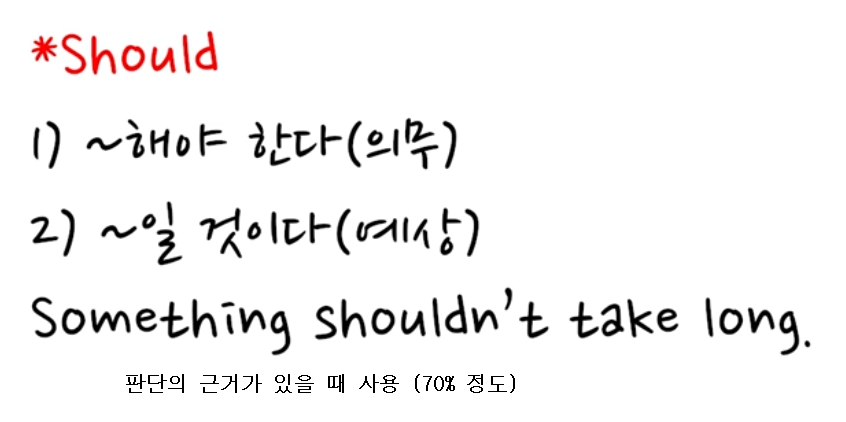 *Should
1) ~해야 한다(의무)
2) ~일 것이다(예상)
Something shouldn't take long.
판단의 근거가 있을 때 사용 (70% 정도)